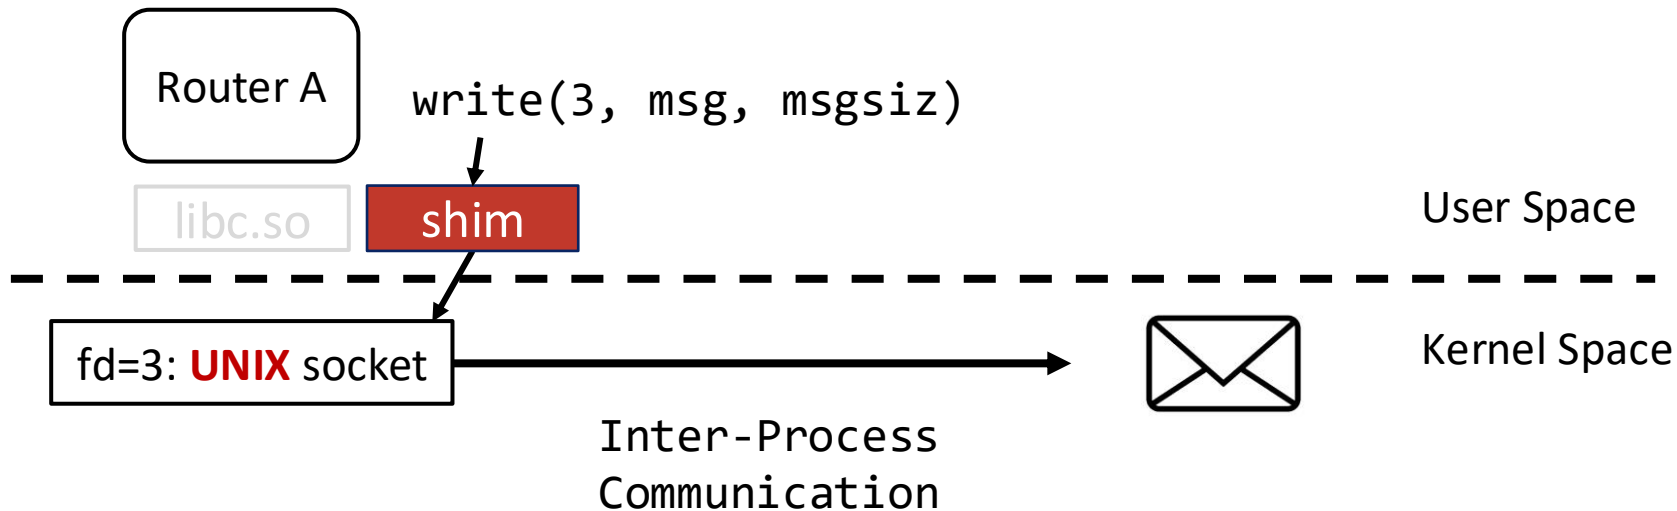 Router A
write(3, msg, msgsiz)
libc.so
shim
User Space
fd=3: UNIX socket
Kernel Space
Inter-Process
Communication